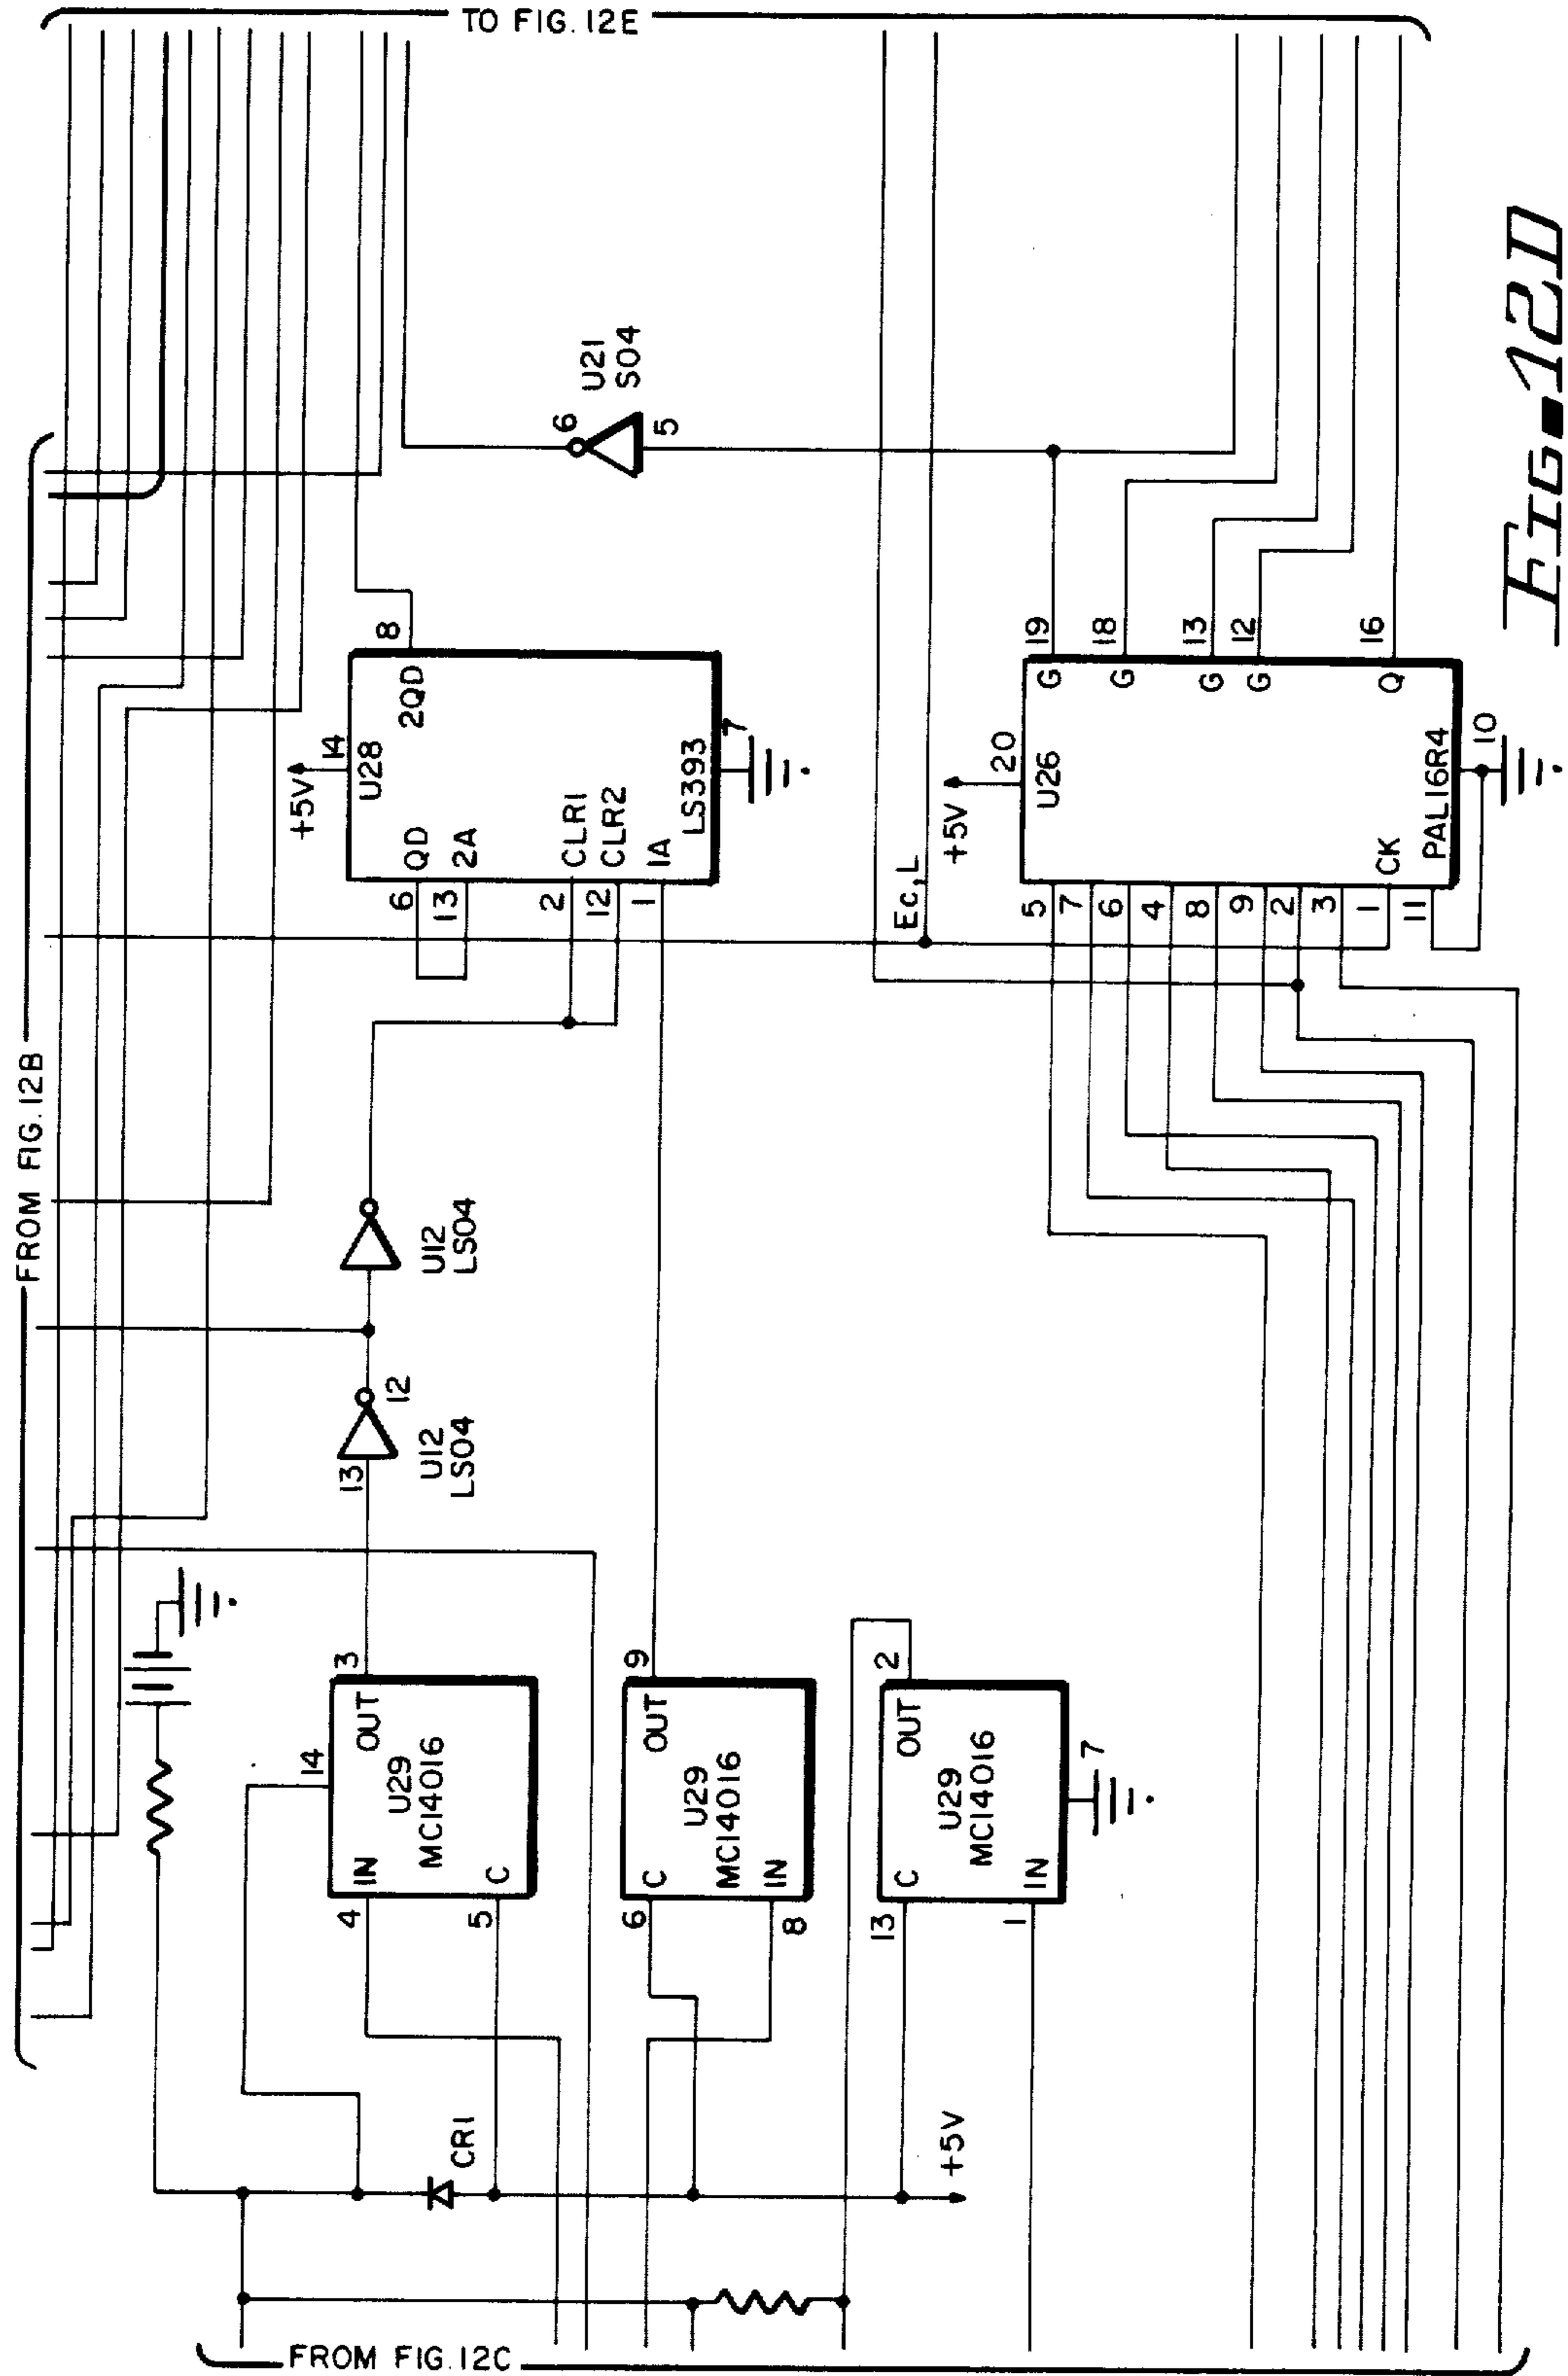 TO FIG. 12E
FROM FIG. 12B
+5V
14
U28
QD
2QD
8
6
2A
13
CLR1
2
CLR2
12
1A
1
LS393
7
U21
S04
6
5
13
12
U12
LS04
U12
LS04
14
IN
OUT
3
U29
MC14016
4
C
5
C
OUT
9
U29
MC14016
6
IN
8
C
OUT
2
U29
MC14016
13
IN
1
7
CR1
+5V
Ec,L
+5V
20
U26
5
7
6
4
8
9
2
3
1
11
CK
PAL16R4
10
G
19
G
18
G
13
G
12
Q
16
FROM FIG. 12C
FIG. 12D